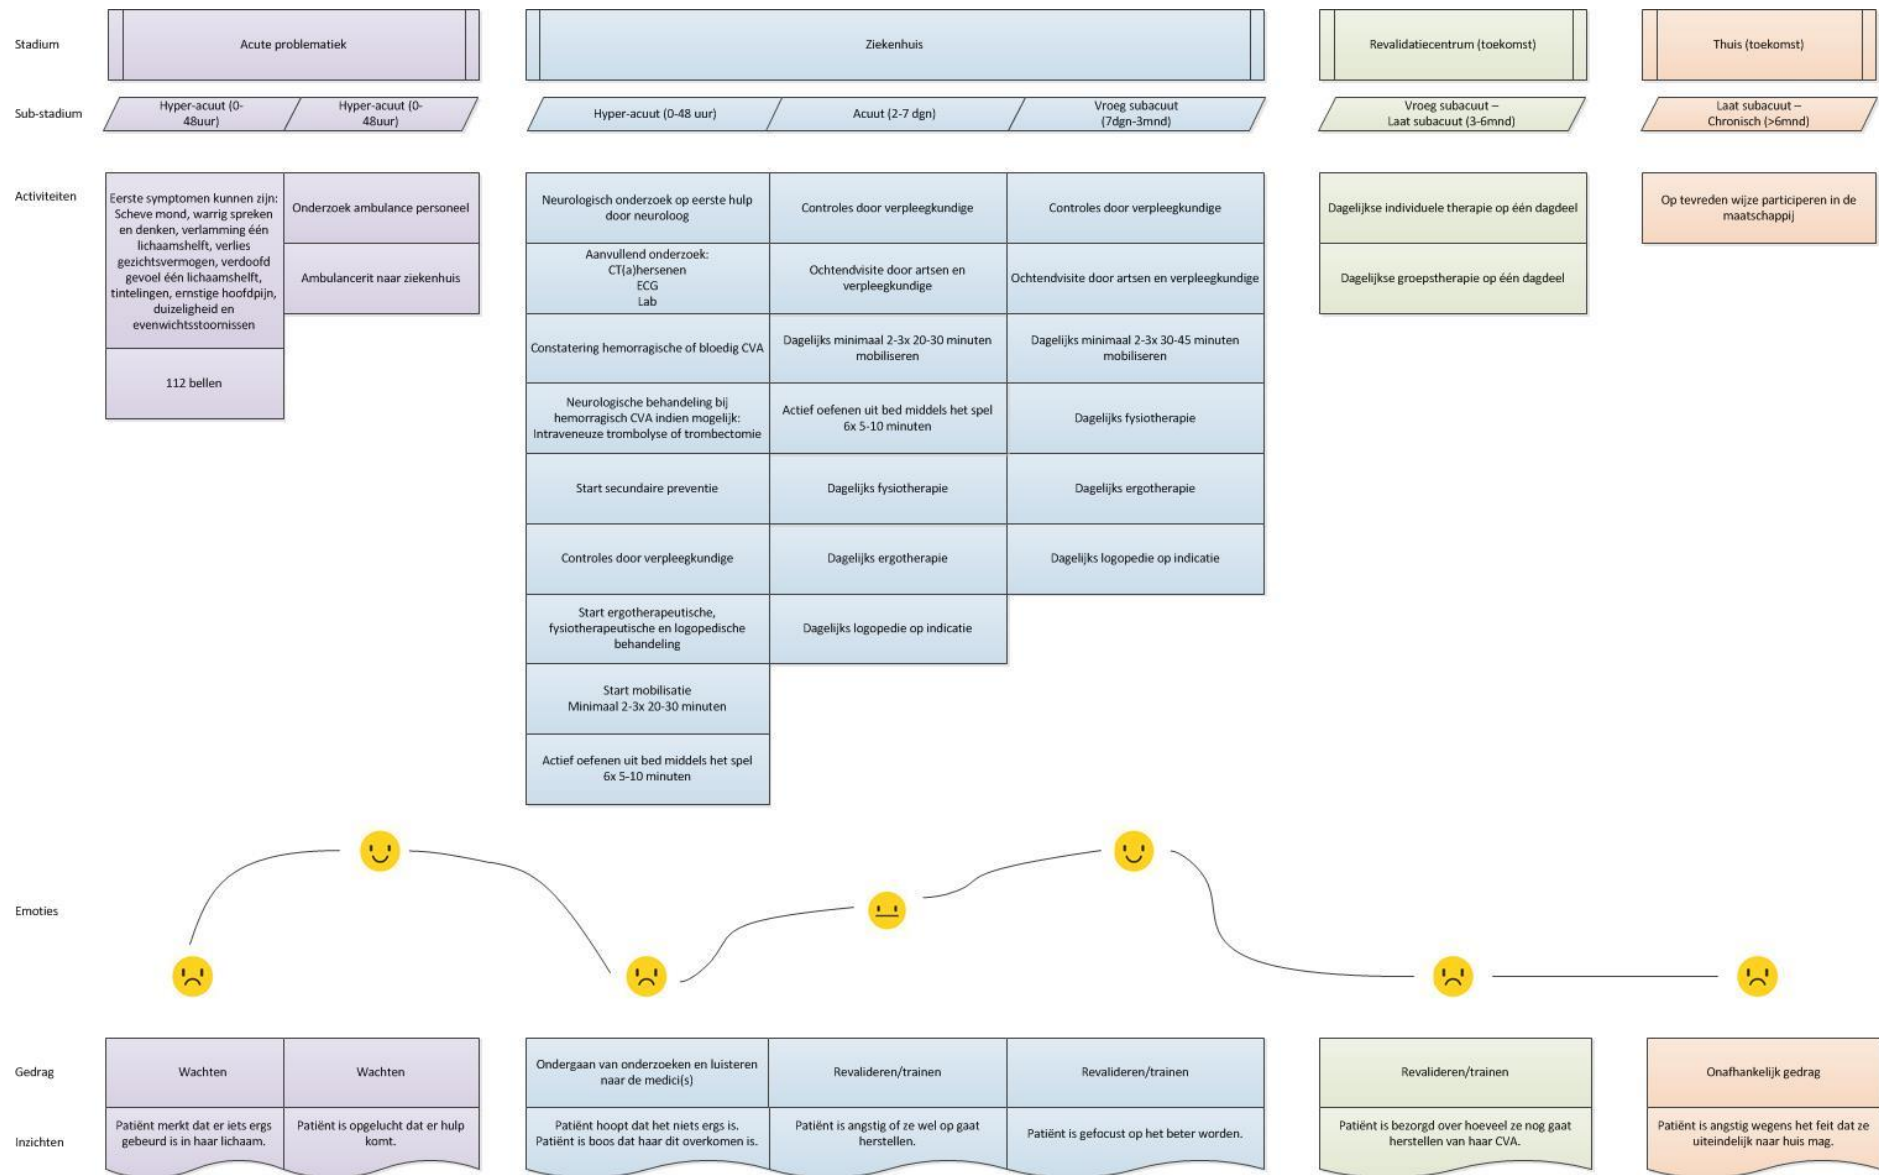 Stadium
Acute problematiek
Ziekenhuis
Revalidatiecentrum (toekomst)
Thuis (toekomst)
Sub-stadium
Hyper-acuut (0-
48uur)
Hyper-acuut (0-
48uur)
Hyper-acuut (0-48 uur)
Acuut (2-7 dgn)
Vroeg subacuut
(7dgn-3mnd)
Vroeg subacuut –
Laat subacuut (3-6mnd)
Laat subacuut –
Chronisch (>6mnd)
Activiteiten
Eerste symptomen kunnen zijn:
Scheve mond, warrig spreken
en denken, verlamming één
lichaamshelft, verlies
gezichtsvermogen, verdoofd
gevoel één lichaamshelft,
tintelingen, ernstige hoofdpijn,
duizeligheid en
evenwichtsstoornissen
112 bellen
Onderzoek ambulance personeel
Ambulancerit naar ziekenhuis
Neurologisch onderzoek op eerste hulp
door neuroloog
Aanvullend onderzoek:
CT(a)hersenen
ECG
Lab
Constatering hemorragische of bloedig CVA
Neurologische behandeling bij
hemorragisch CVA indien mogelijk:
Intraveneuze trombolyse of trombectomie
Start secundaire preventie
Controles door verpleegkundige
Start ergotherapeutische,
fysiotherapeutische en logopedische
behandeling
Start mobilisatie
Minimaal 2-3x 20-30 minuten
Actief oefenen uit bed middels het spel
6x 5-10 minuten
Controles door verpleegkundige
Ochtendvisite door artsen en
verpleegkundige
Dagelijks minimaal 2-3x 20-30 minuten
mobiliseren
Actief oefenen uit bed middels het spel
6x 5-10 minuten
Dagelijks fysiotherapie
Dagelijks ergotherapie
Dagelijks logopedie op indicatie
Controles door verpleegkundige
Ochtendvisite door artsen en verpleegkundige
Dagelijks minimaal 2-3x 30-45 minuten
mobiliseren
Dagelijks fysiotherapie
Dagelijks ergotherapie
Dagelijks logopedie op indicatie
Dagelijkse individuele therapie op één dagdeel
Dagelijkse groepstherapie op één dagdeel
Op tevreden wijze participeren in de
maatschappij
Emoties
Gedrag
Wachten
Wachten
Ondergaan van onderzoeken en luisteren
naar de medici(s)
Revalideren/trainen
Revalideren/trainen
Revalideren/trainen
Onafhankelijk gedrag
Inzichten
Patiënt merkt dat er iets ergs
gebeurd is in haar lichaam.
Patiënt is opgelucht dat er hulp
komt.
Patiënt hoopt dat het niets ergs is.
Patiënt is boos dat haar dit overkomen is.
Patiënt is angstig of ze wel op gaat
herstellen.
Patiënt is gefocust op het beter worden.
Patiënt is bezorgd over hoeveel ze nog gaat
herstellen van haar CVA.
Patiënt is angstig wegens het feit dat ze
uiteindelijk naar huis mag.